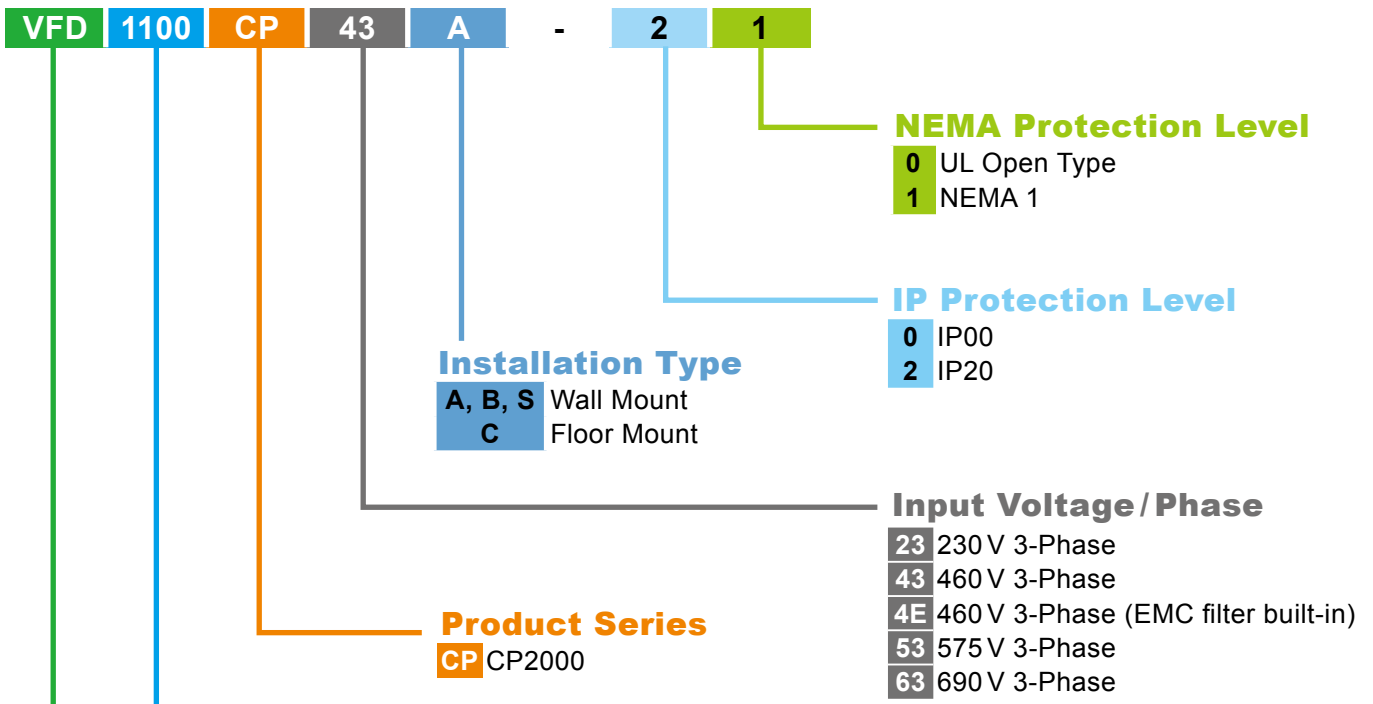 VFD 1100 CP 43 A - 2 1
NEMA Protection Level
0 UL Open Type
1 NEMA 1
IP Protection Level
0 IP00
2 IP20
Installation Type
A, B, S Wall Mount
C Floor Mount
Input Voltage/Phase
23 230 V 3-Phase
43 460 V 3-Phase
4E 460 V 3-Phase (EMC filter built-in)
53 575 V 3-Phase
63 690 V 3-Phase
Product Series
CP CP2000